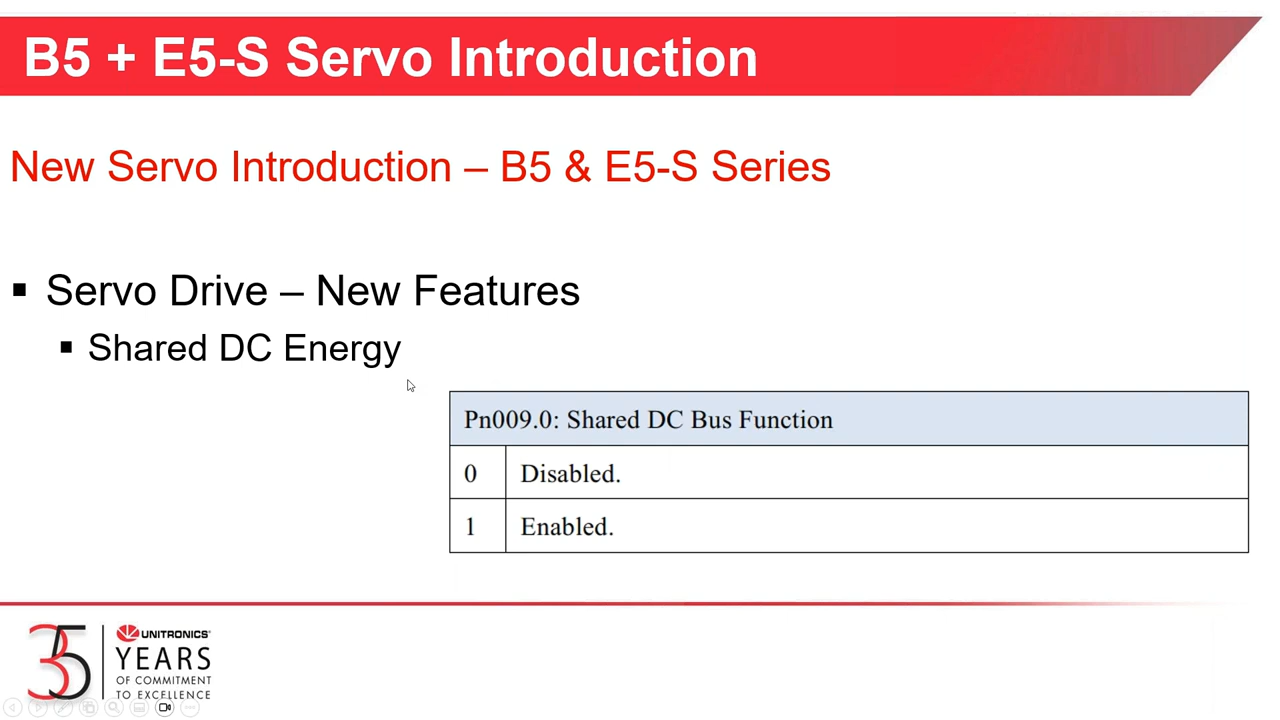 B5 + E5-S Servo Introduction
New Servo Introduction – B5 & E5-S Series
▪ Servo Drive – New Features
▪ Shared DC Energy
Pn009.0: Shared DC Bus Function
0 Disabled.
1 Enabled.
35
UNITRONICS
YEARS
OF COMMITMENT
TO EXCELLENCE